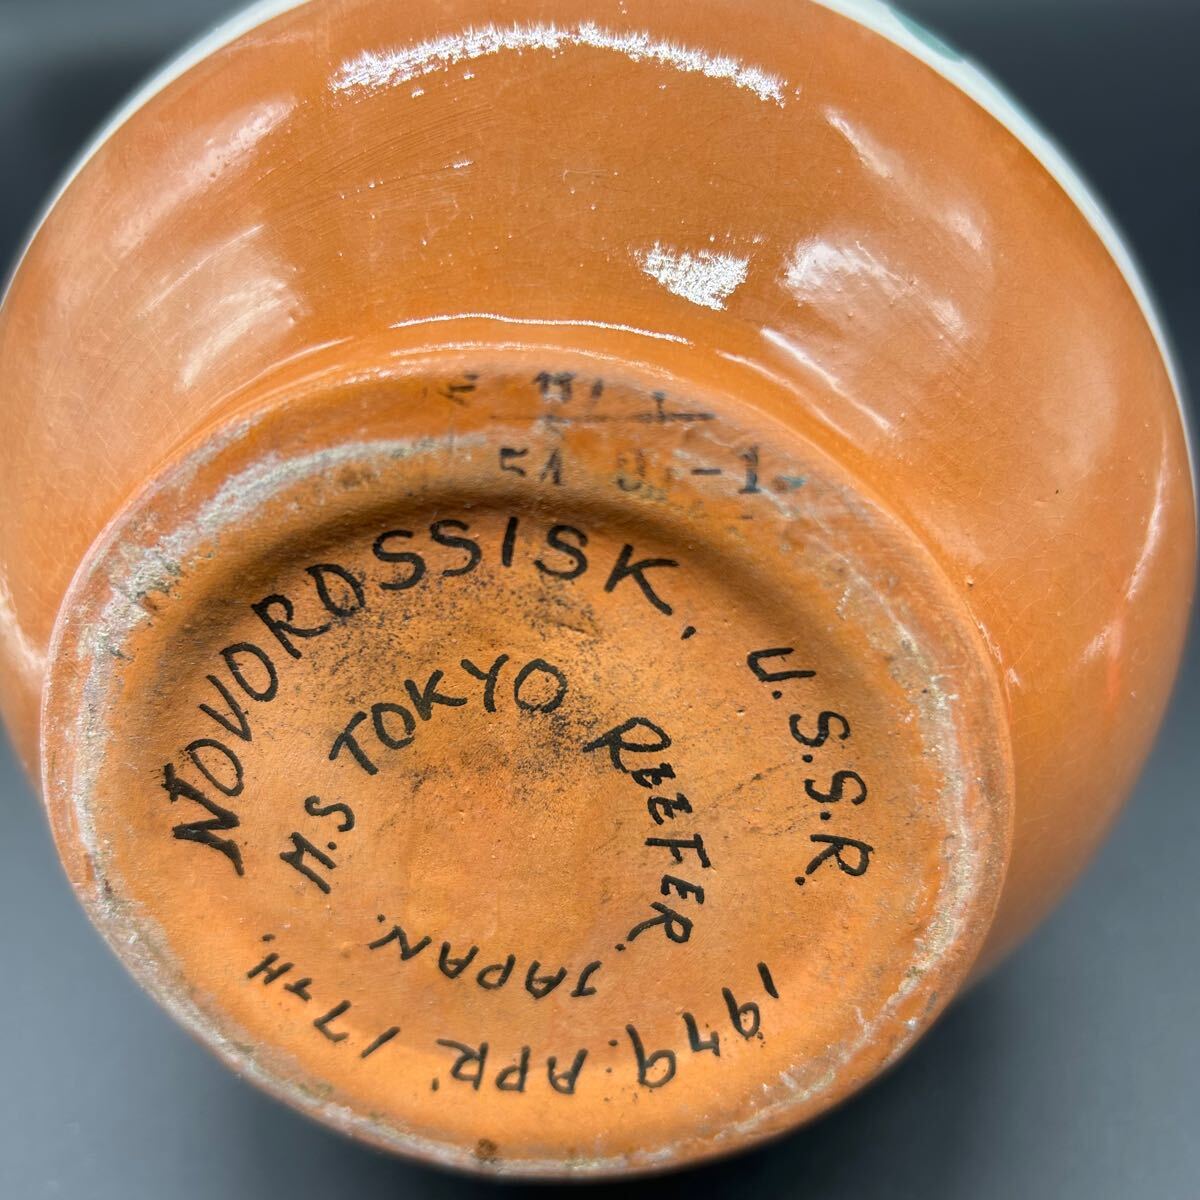 NOVOROSSISK, U.S.S.R.
1979. APR. 17TH.
M.S TOKYO REEFER.
JAPAN.